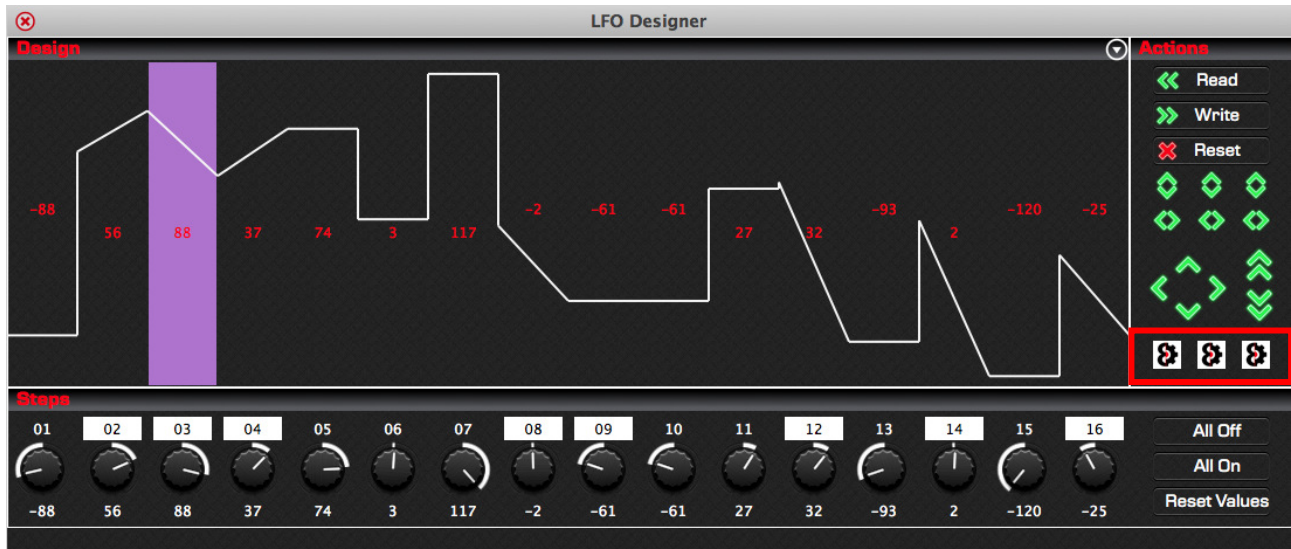 LFO Designer
Design
Actions
Read
Write
Reset
-88 -2 -61 -61 -93 -120 -25
56 88 37 74 3 117 27 32 2
Steps
01 02 03 04 05 06 07 08 09 10 11 12 13 14 15 16
-88 56 88 37 74 3 117 -2 -61 -61 27 32 -93 2 -120 -25
All Off
All On
Reset Values